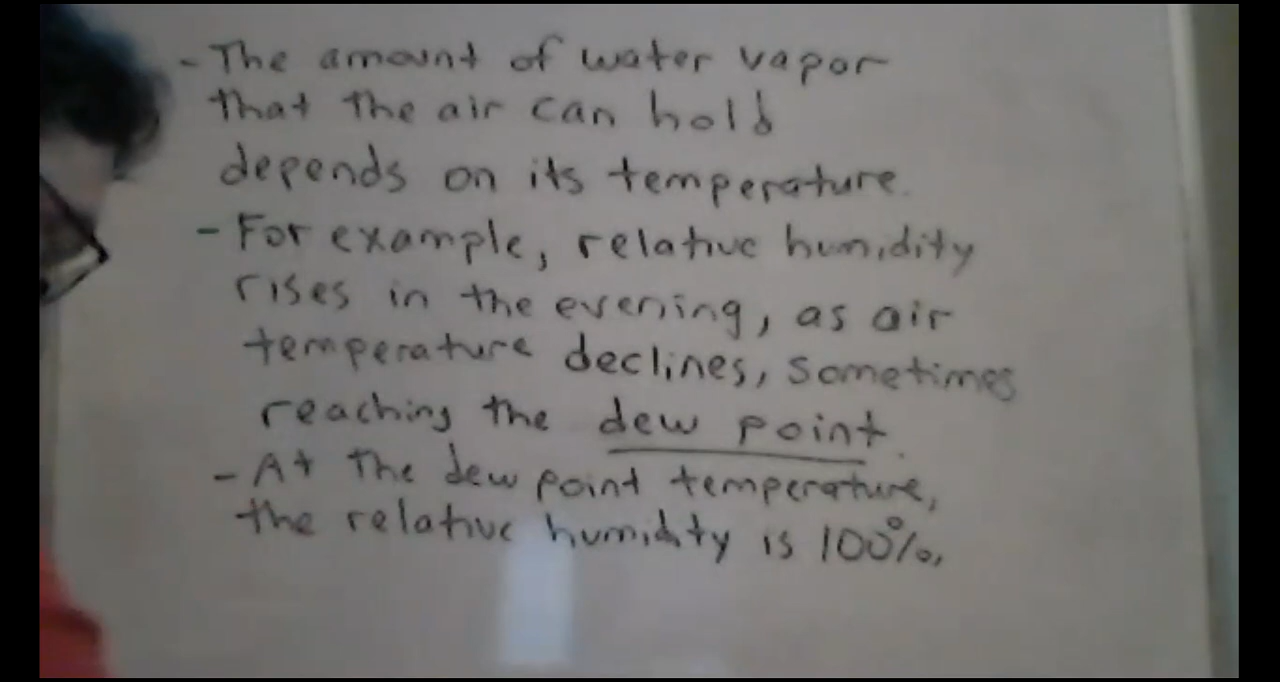 - The amount of water vapor
that the air can hold
depends on its temperature.
- For example, relative humidity
rises in the evening, as air
temperature declines, sometimes
reaching the dew point.
- At the dew point temperature,
the relative humidity is 100%.